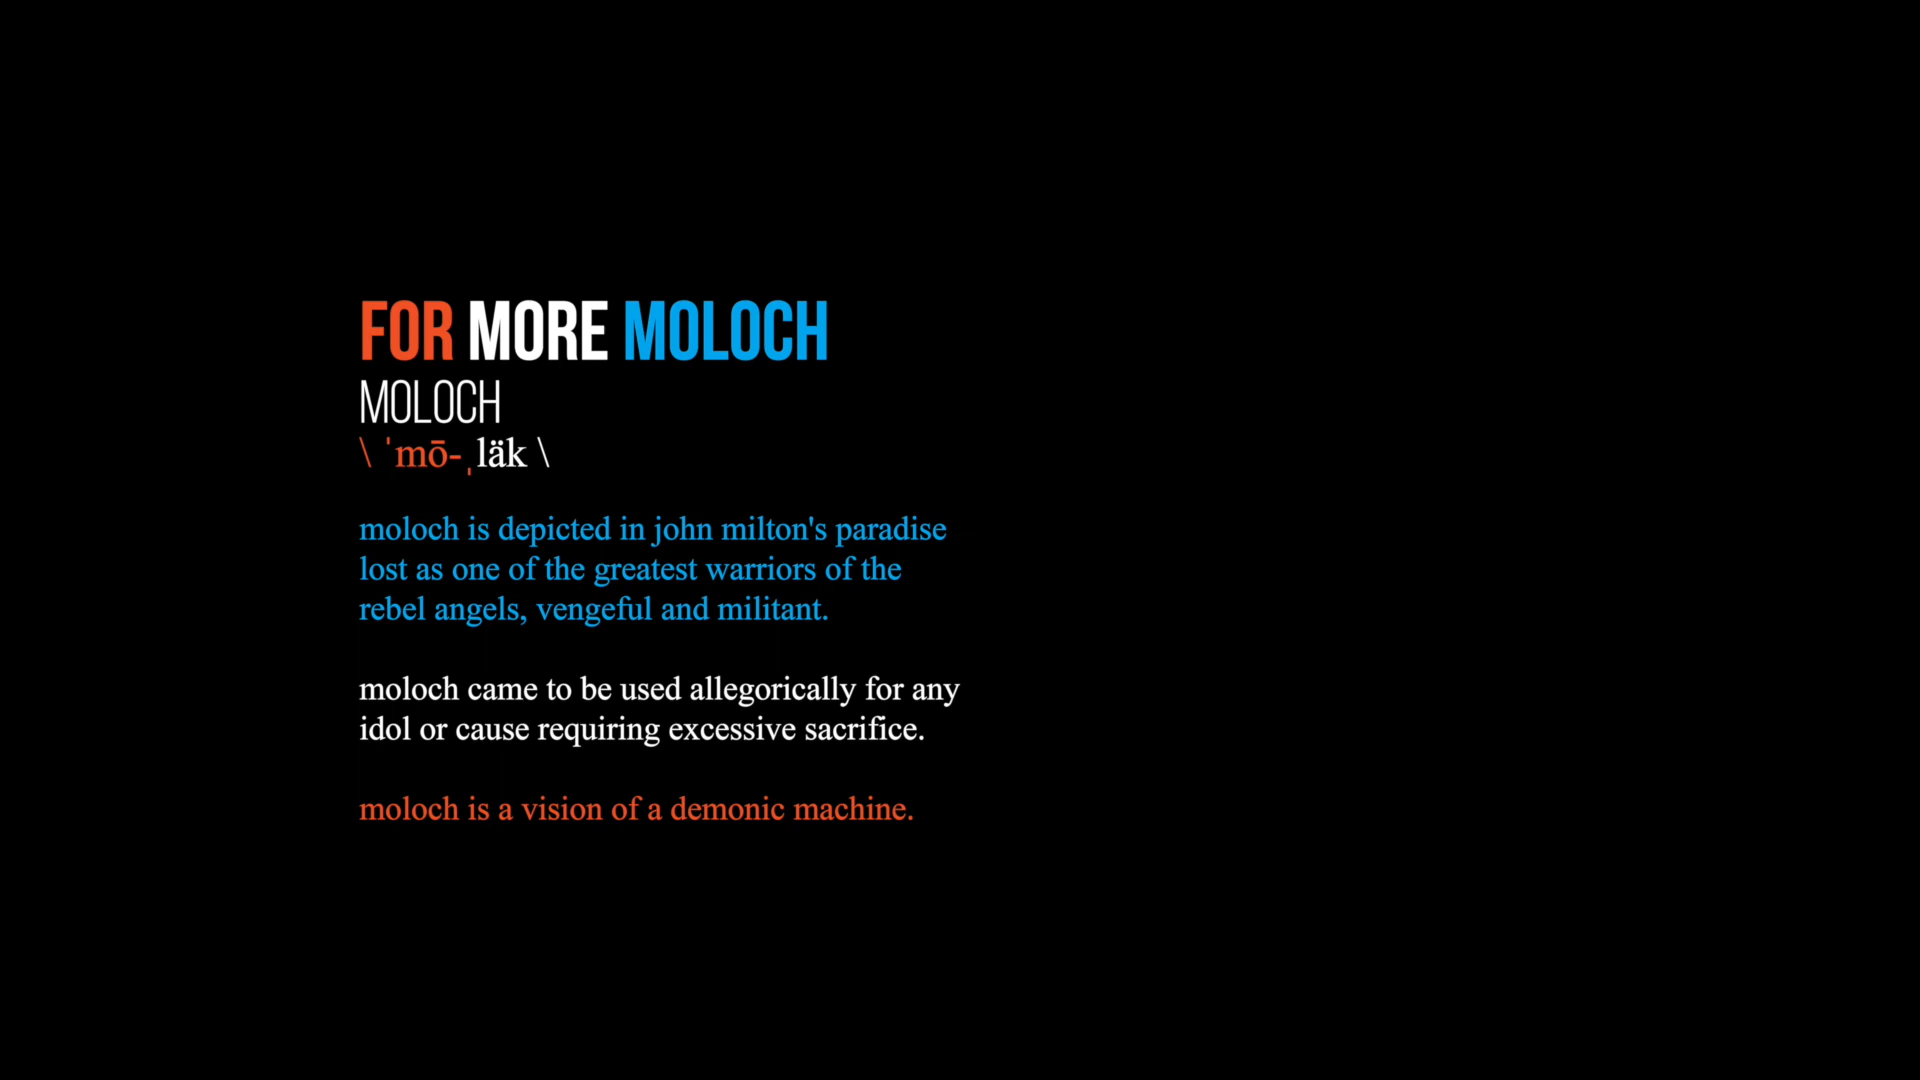 FOR MORE MOLOCH
MOLOCH
\ ˈmō-ˌläk \
moloch is depicted in john milton's paradise
lost as one of the greatest warriors of the
rebel angels, vengeful and militant.
moloch came to be used allegorically for any
idol or cause requiring excessive sacrifice.
moloch is a vision of a demonic machine.